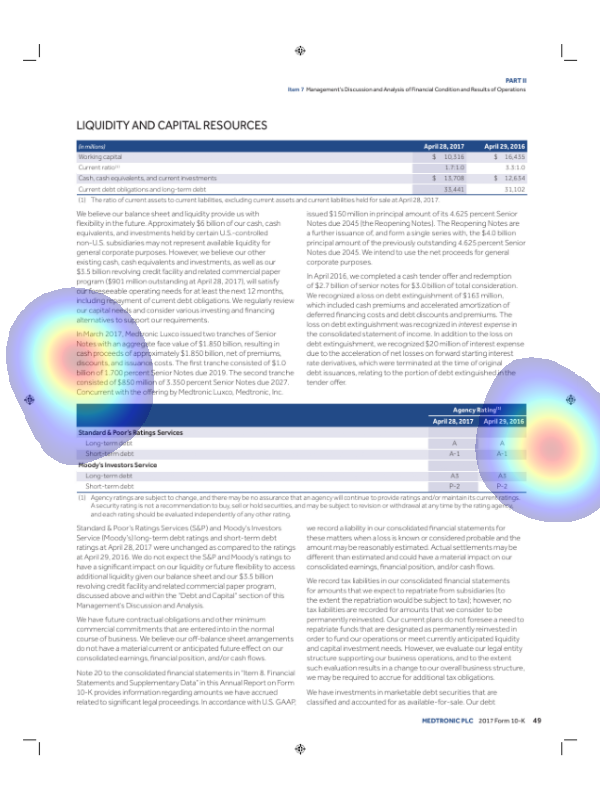 PART II
Item 7 Management's Discussion and Analysis of Financial Condition and Results of Operations
LIQUIDITY AND CAPITAL RESOURCES
(in millions) April 28, 2017 April 29, 2016
Working capital $ 10,316 $ 16,435
Current ratio(1) 1.7:1.0 3.3:1.0
Cash, cash equivalents, and current investments $ 13,708 $ 12,634
Current debt obligations and long-term debt 33,441 31,102
(1) The ratio of current assets to current liabilities, excluding current assets and current liabilities held for sale at April 28, 2017.
We believe our balance sheet and liquidity provide us with
flexibility in the future. Approximately $6 billion of our cash, cash
equivalents, and investments held by certain U.S.-controlled
non-U.S. subsidiaries may not represent available liquidity for
general corporate purposes. However, we believe our other
existing cash, cash equivalents and investments, as well as our
$3.5 billion revolving credit facility and related commercial paper
program ($901 million outstanding at April 28, 2017), will satisfy
our foreseeable operating needs for at least the next 12 months,
including repayment of current debt obligations. We regularly review
our capital needs and consider various investing and financing
alternatives to support our requirements.
In March 2017, Medtronic Luxco issued two tranches of Senior
Notes with an aggregate face value of $1.850 billion, resulting in
cash proceeds of approximately $1.850 billion, net of premiums,
discounts, and issuance costs. The first tranche consisted of $1.0
billion of 1.700 percent Senior Notes due 2019. The second tranche
consisted of $850 million of 3.350 percent Senior Notes due 2027.
Concurrent with the offering by Medtronic Luxco, Medtronic, Inc.
issued $150 million in principal amount of its 4.625 percent Senior
Notes due 2045 (the Reopening Notes). The Reopening Notes are
a further issuance of, and form a single series with, the $4.0 billion
principal amount of the previously outstanding 4.625 percent Senior
Notes due 2045. We intend to use the net proceeds for general
corporate purposes.
In April 2016, we completed a cash tender offer and redemption
of $2.7 billion of senior notes for $3.0 billion of total consideration.
We recognized a loss on debt extinguishment of $163 million,
which included cash premiums and accelerated amortization of
deferred financing costs and debt discounts and premiums. The
loss on debt extinguishment was recognized in interest expense in
the consolidated statement of income. In addition to the loss on
debt extinguishment, we recognized $20 million of interest expense
due to the acceleration of net losses on forward starting interest
rate derivatives, which were terminated at the time of original
debt issuances, relating to the portion of debt extinguished in the
tender offer.
Agency Rating(1)
April 28, 2017 April 29, 2016
Standard & Poor's Ratings Services
Long-term debt A A
Short-term debt A-1 A-1
Moody's Investors Service
Long-term debt A3 A3
Short-term debt P-2 P-2
(1) Agency ratings are subject to change, and there may be no assurance that an agency will continue to provide ratings and/or maintain its current ratings.
A security rating is not a recommendation to buy, sell or hold securities, and may be subject to revision or withdrawal at any time by the rating agency,
and each rating should be evaluated independently of any other rating.
Standard & Poor's Ratings Services (S&P) and Moody's Investors
Service (Moody's) long-term debt ratings and short-term debt
ratings at April 28, 2017 were unchanged as compared to the ratings
at April 29, 2016. We do not expect the S&P and Moody's ratings to
have a significant impact on our liquidity or future flexibility to access
additional liquidity given our balance sheet and our $3.5 billion
revolving credit facility and related commercial paper program,
discussed above and within the "Debt and Capital" section of this
Management's Discussion and Analysis.
We have future contractual obligations and other minimum
commercial commitments that are entered into in the normal
course of business. We believe our off-balance sheet arrangements
do not have a material current or anticipated future effect on our
consolidated earnings, financial position, and/or cash flows.
Note 20 to the consolidated financial statements in "Item 8. Financial
Statements and Supplementary Data" in this Annual Report on Form
10-K provides information regarding amounts we have accrued
related to significant legal proceedings. In accordance with U.S. GAAP,
we record a liability in our consolidated financial statements for
these matters when a loss is known or considered probable and the
amount may be reasonably estimated. Actual settlements may be
different than estimated and could have a material impact on our
consolidated earnings, financial position, and/or cash flows.
We record tax liabilities in our consolidated financial statements
for amounts that we expect to repatriate from subsidiaries (to
the extent the repatriation would be subject to tax); however, no
tax liabilities are recorded for amounts that we consider to be
permanently reinvested. Our current plans do not foresee a need to
repatriate funds that are designated as permanently reinvested in
order to fund our operations or meet currently anticipated liquidity
and capital investment needs. However, we evaluate our legal entity
structure supporting our business operations, and to the extent
such evaluation results in a change to our overall business structure,
we may be required to accrue for additional tax obligations.
We have investments in marketable debt securities that are
classified and accounted for as available-for-sale. Our debt
MEDTRONIC PLC 2017 Form 10-K 49